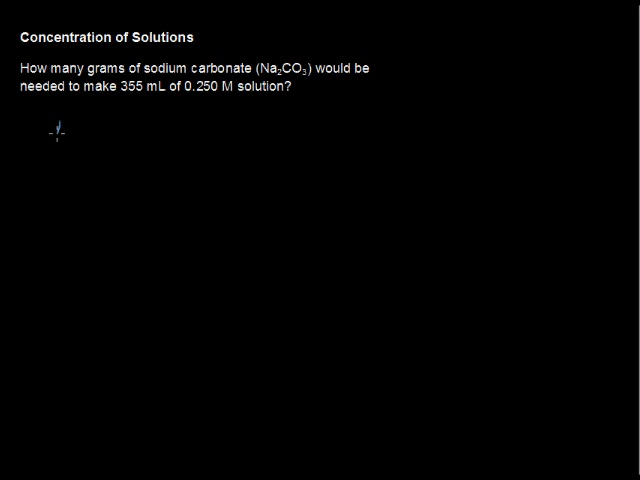 Concentration of Solutions
How many grams of sodium carbonate (Na₂CO₃) would be
needed to make 355 mL of 0.250 M solution?